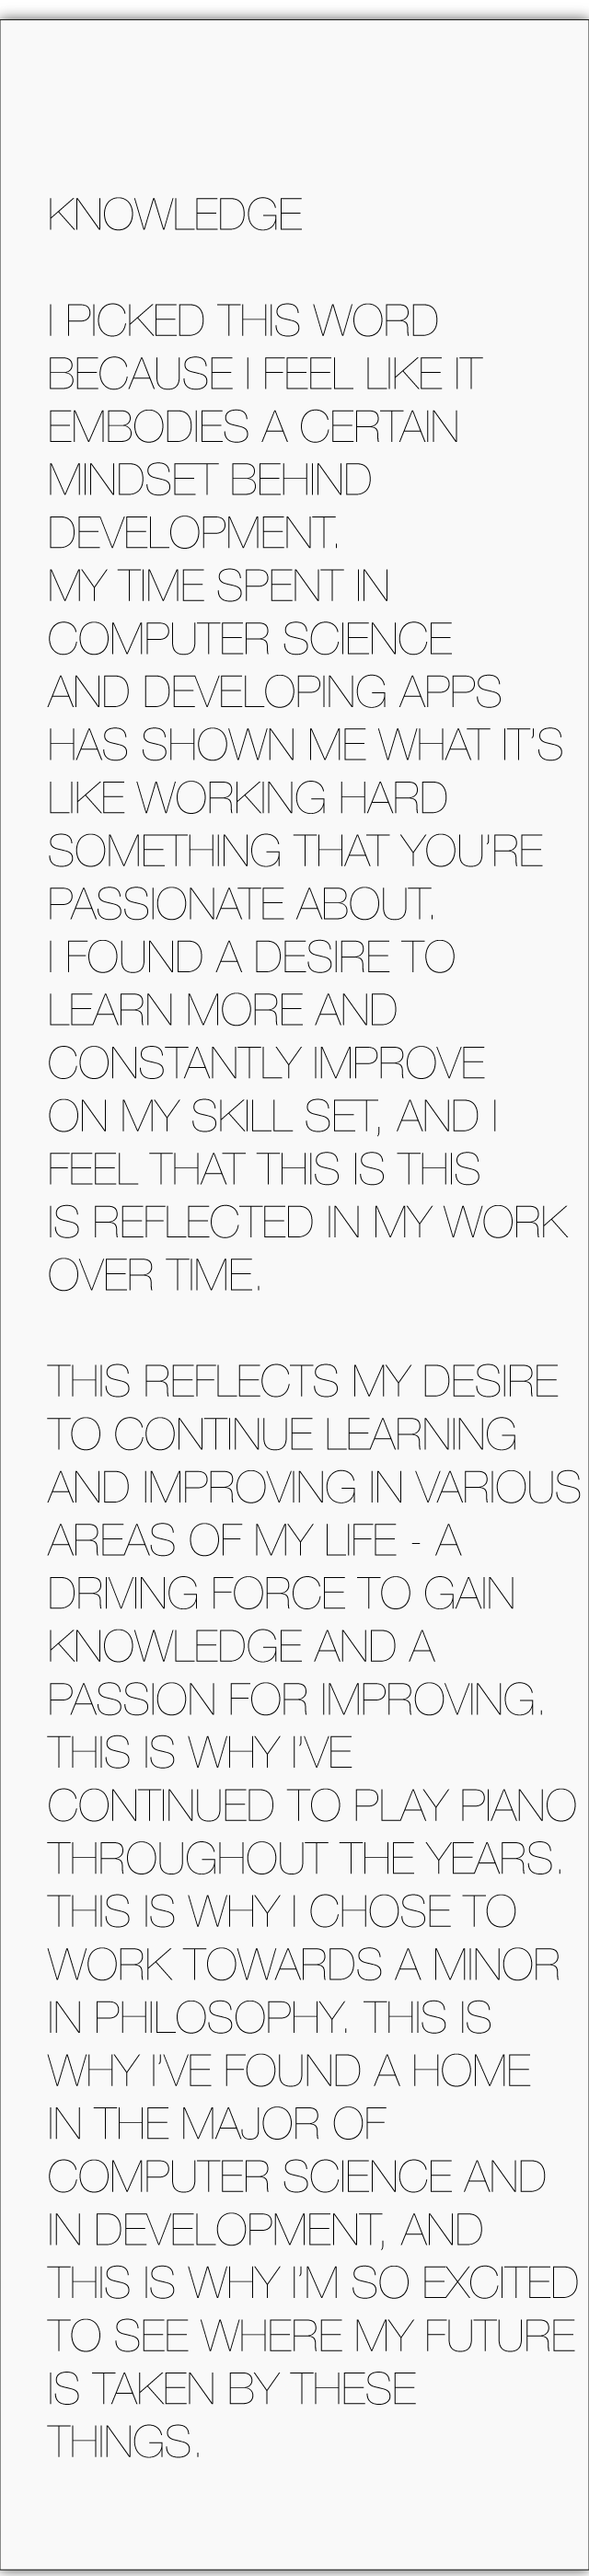 KNOWLEDGE
I PICKED THIS WORD
BECAUSE I FEEL LIKE IT
EMBODIES A CERTAIN
MINDSET BEHIND
DEVELOPMENT.
MY TIME SPENT IN
COMPUTER SCIENCE
AND DEVELOPING APPS
HAS SHOWN ME WHAT IT'S
LIKE WORKING HARD
SOMETHING THAT YOU'RE
PASSIONATE ABOUT.
I FOUND A DESIRE TO
LEARN MORE AND
CONSTANTLY IMPROVE
ON MY SKILL SET, AND I
FEEL THAT THIS IS THIS
IS REFLECTED IN MY WORK
OVER TIME.
THIS REFLECTS MY DESIRE
TO CONTINUE LEARNING
AND IMPROVING IN VARIOUS
AREAS OF MY LIFE - A
DRIVING FORCE TO GAIN
KNOWLEDGE AND A
PASSION FOR IMPROVING.
THIS IS WHY I'VE
CONTINUED TO PLAY PIANO
THROUGHOUT THE YEARS.
THIS IS WHY I CHOSE TO
WORK TOWARDS A MINOR
IN PHILOSOPHY. THIS IS
WHY I'VE FOUND A HOME
IN THE MAJOR OF
COMPUTER SCIENCE AND
IN DEVELOPMENT, AND
THIS IS WHY I'M SO EXCITED
TO SEE WHERE MY FUTURE
IS TAKEN BY THESE
THINGS.